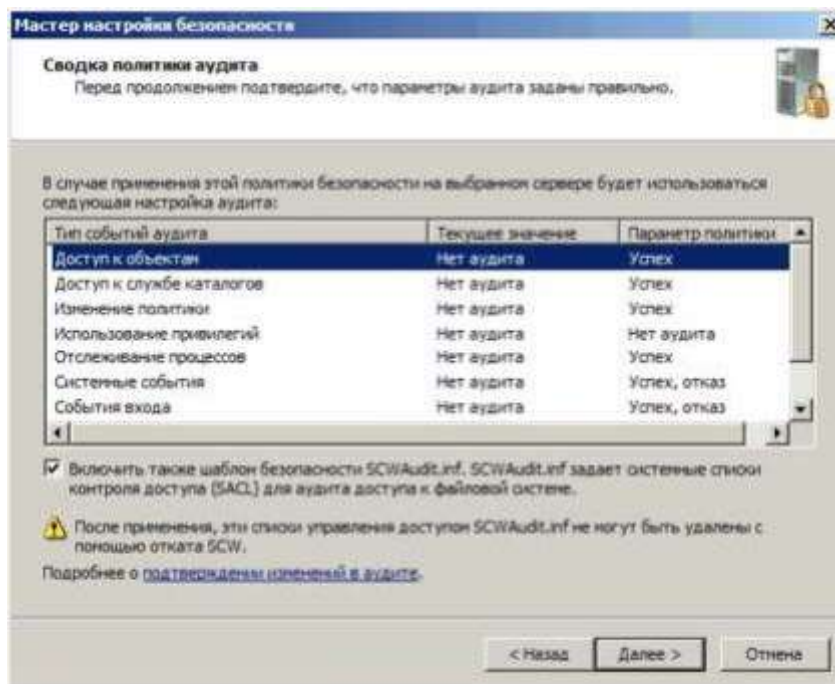 Мастер настройки безопасности
Сводка политики аудита
Перед продолжением подтвердите, что параметры аудита заданы правильно.
В случае применения этой политики безопасности на выбранном сервере будет использоваться
следующая настройка аудита:
Тип событий аудита Текущее значение Параметр политики
Доступ к объектам Нет аудита Успех
Доступ к службе каталогов Нет аудита Успех
Изменение политики Нет аудита Успех
Использование привилегий Нет аудита Нет аудита
Отслеживание процессов Нет аудита Успех
Системные события Нет аудита Успех, отказ
События входа Нет аудита Успех, отказ
Включить также шаблон безопасности SCWAudit.inf. SCWAudit.inf задает системные списки
контроля доступа (SACL) для аудита доступа к файловой системе.
После применения, эти списки управления доступом SCWAudit.inf не могут быть удалены с
помощью отката SCW.
Подробнее о подтверждении изменений в аудите.
< Назад Далее > Отмена